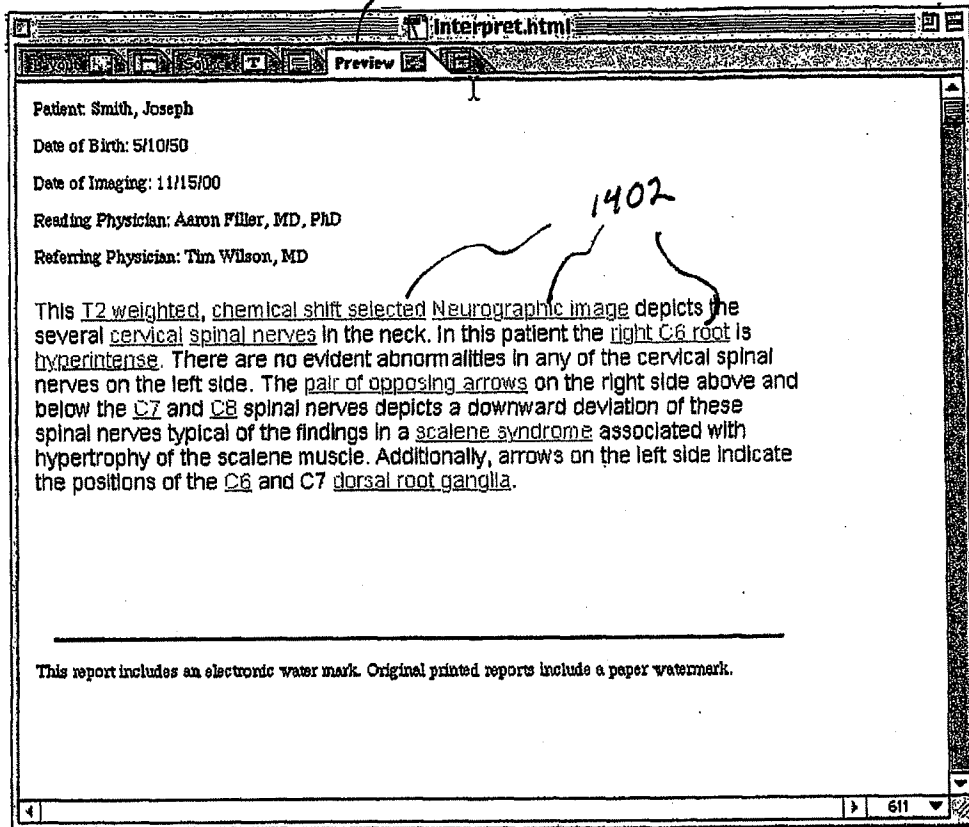 Interpret.html
Preview
Patient: Smith, Joseph
Date of Birth: 5/10/50
Date of Imaging: 11/15/00
1402
Reading Physician: Aaron Filler, MD, PhD
Referring Physician: Tim Wilson, MD
This T2 weighted, chemical shift selected Neurographic image depicts the
several cervical spinal nerves in the neck. In this patient the right C6 root is
hyperintense. There are no evident abnormalities in any of the cervical spinal
nerves on the left side. The pair of opposing arrows on the right side above and
below the C7 and C8 spinal nerves depicts a downward deviation of these
spinal nerves typical of the findings in a scalene syndrome associated with
hypertrophy of the scalene muscle. Additionally, arrows on the left side indicate
the positions of the C6 and C7 dorsal root ganglia.
This report includes an electronic water mark. Original printed reports include a paper watermark.
611